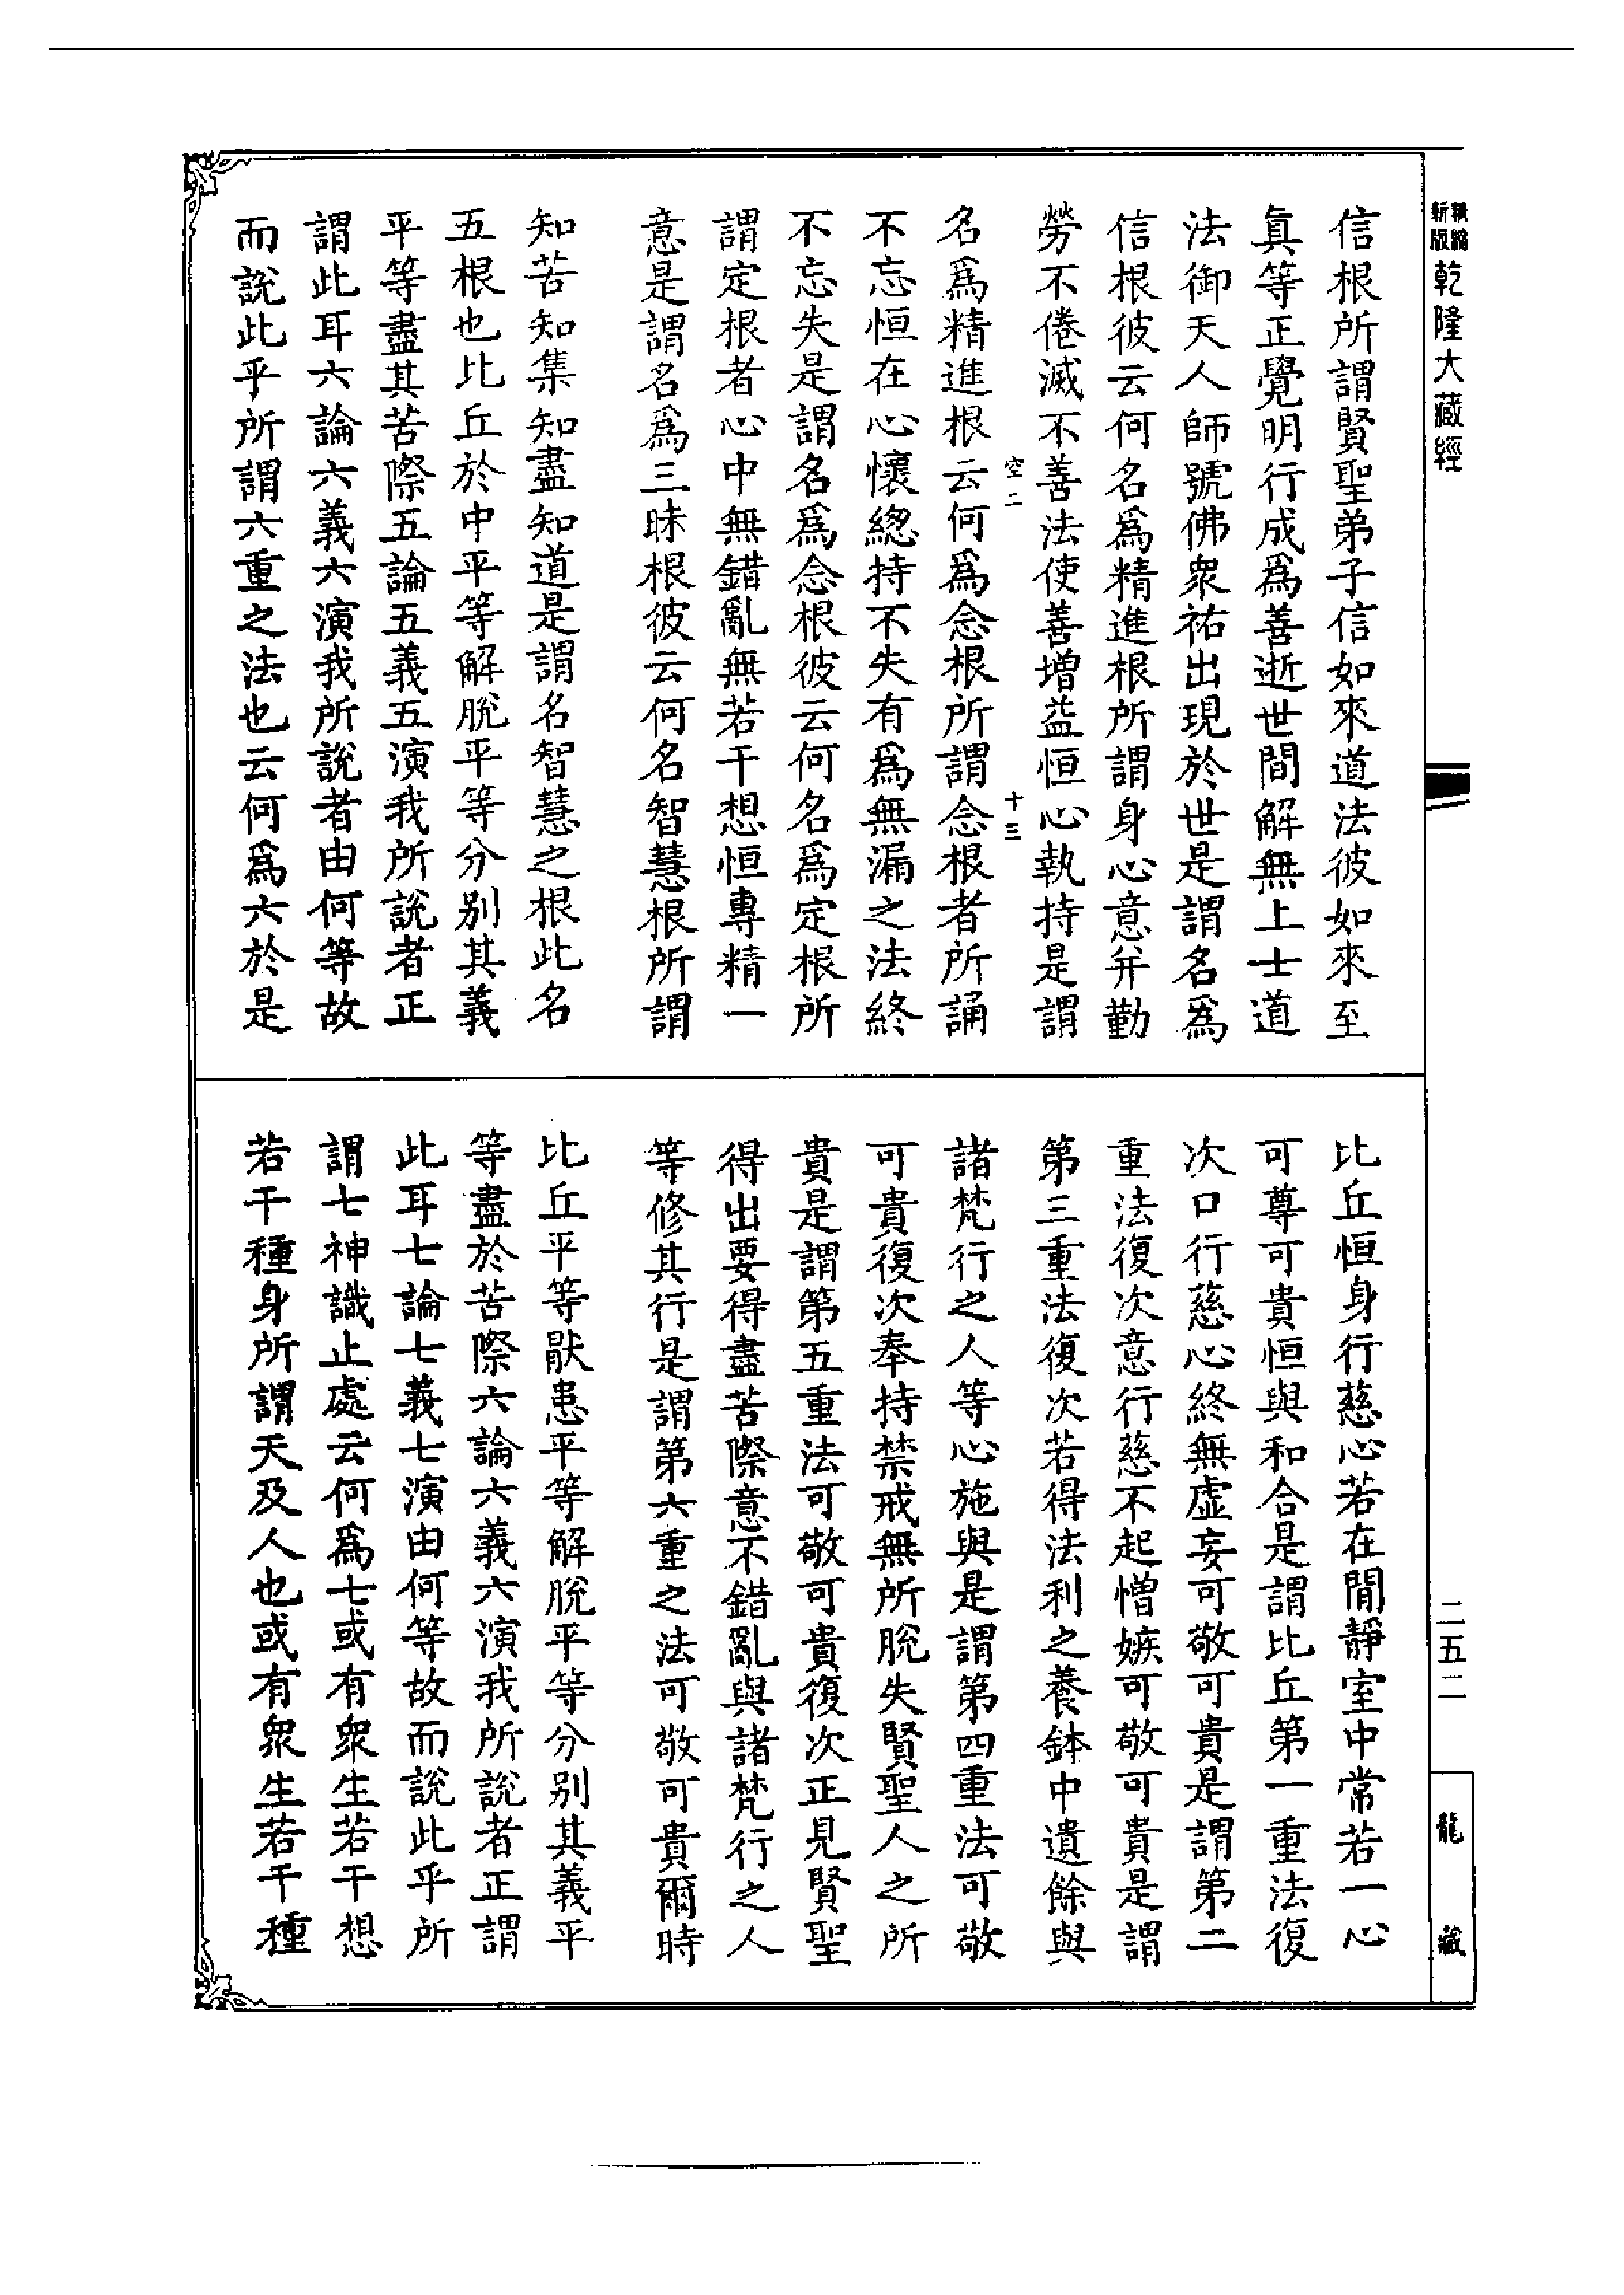 新編縮版乾隆大藏經
信根所謂賢聖弟子信如來道法彼如來至
真等正覺明行成爲善逝世間解無上士道
法御天人師號佛衆祐出現於世是謂名爲
信根彼云何名爲精進根所謂身心意并勤
勞不倦滅不善法使善增益恒心執持是謂
空二 十三
名爲精進根云何爲念根所謂念根者所誦
不忘恒在心懷總持不失有爲無漏之法終
不忘失是謂名爲念根彼云何名爲定根所
謂定根者心中無錯亂無若干想恒專精一
意是謂名爲三昧根彼云何名智慧根所謂
知苦知集知盡知道是謂名智慧之根此名
五根也比丘於中平等解脫平等分别其義
平等盡其苦際五論五義五演我所說者正
謂此耳六論六義六演我所說者由何等故
而說此乎所謂六重之法也云何爲六於是
比丘恒身行慈心若在閒靜室中常若一心
可尊可貴恒與和合是謂比丘第一重法復
次口行慈心終無虛妄可敬可貴是謂第二
重法復次意行慈不起憎嫉可敬可貴是謂
第三重法復次若得法利之養鉢中遺餘與
諸梵行之人等心施與是謂第四重法可敬
可貴復次奉持禁戒無所脫失賢聖人之所
貴是謂第五重法可敬可貴復次正見賢聖
得出要得盡苦際意不錯亂與諸梵行之人
等修其行是謂第六重之法可敬可貴爾時
比丘平等猒患平等解脫平等分别其義平
等盡於苦際六論六義六演我所說者正謂
此耳七論七義七演由何等故而說此乎所
謂七神識止處云何爲七或有衆生若干想
若干種身所謂天及人也或有衆生若干種
二五二
龍藏